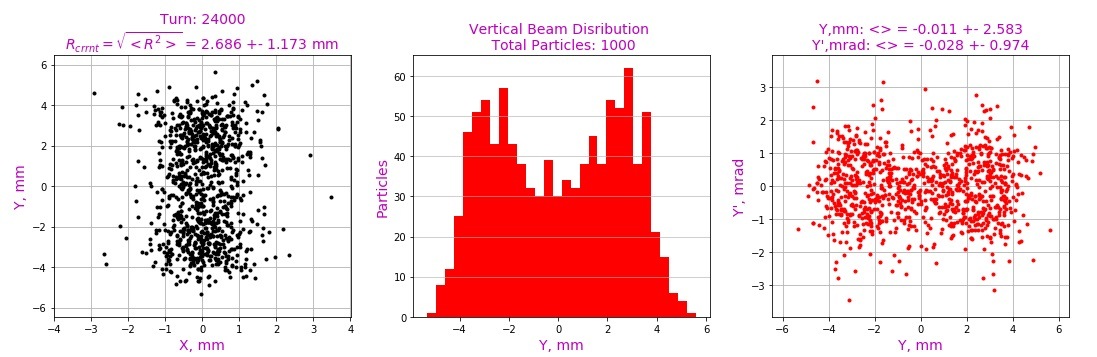 Turn: 24000
R_crrnt = √< R² > = 2.686 +- 1.173 mm
6
4
2
0
−2
−4
−6
Y, mm
−4 −3 −2 −1 0 1 2 3 4
X, mm
Vertical Beam Disribution
Total Particles: 1000
60
50
40
30
20
10
0
Particles
−4 −2 0 2 4 6
Y, mm
Y,mm: <> = -0.011 +- 2.583
Y',mrad: <> = -0.028 +- 0.974
3
2
1
0
−1
−2
−3
Y', mrad
−6 −4 −2 0 2 4 6
Y, mm